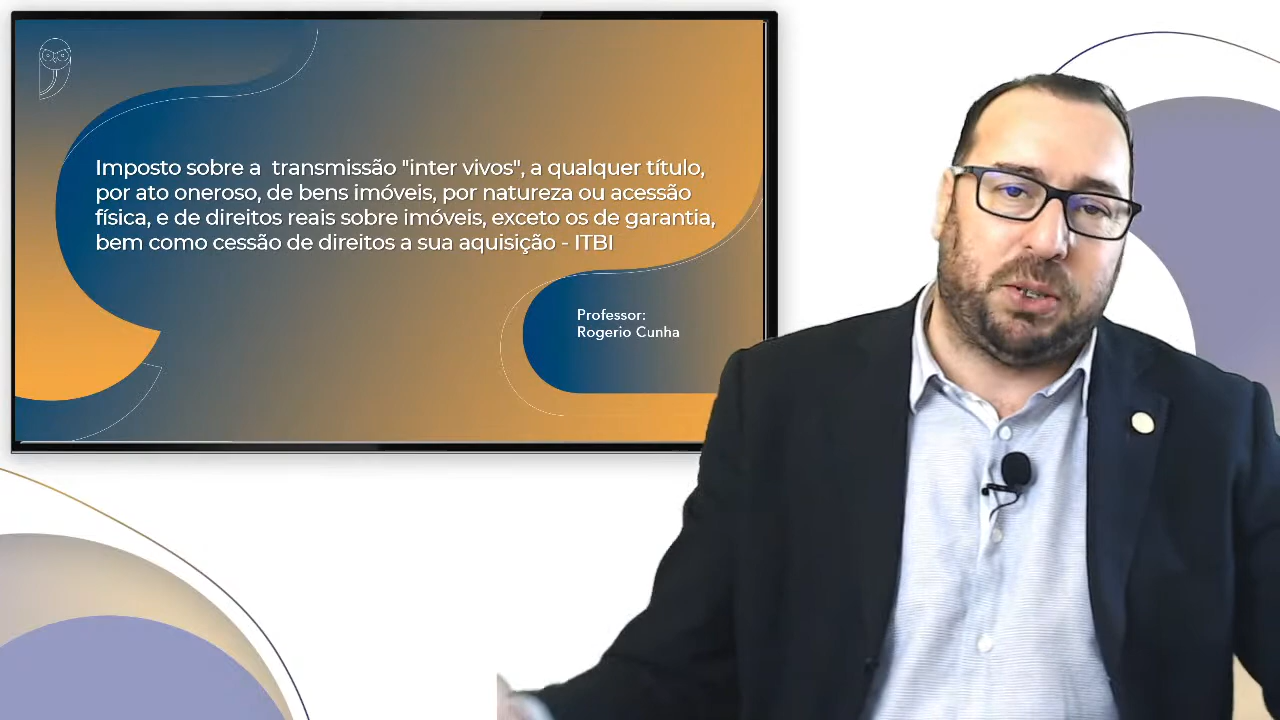 Imposto sobre a transmissão "inter vivos", a qualquer título,
por ato oneroso, de bens imóveis, por natureza ou acessão
física, e de direitos reais sobre imóveis, exceto os de garantia,
bem como cessão de direitos a sua aquisição - ITBI
Professor:
Rogerio Cunha